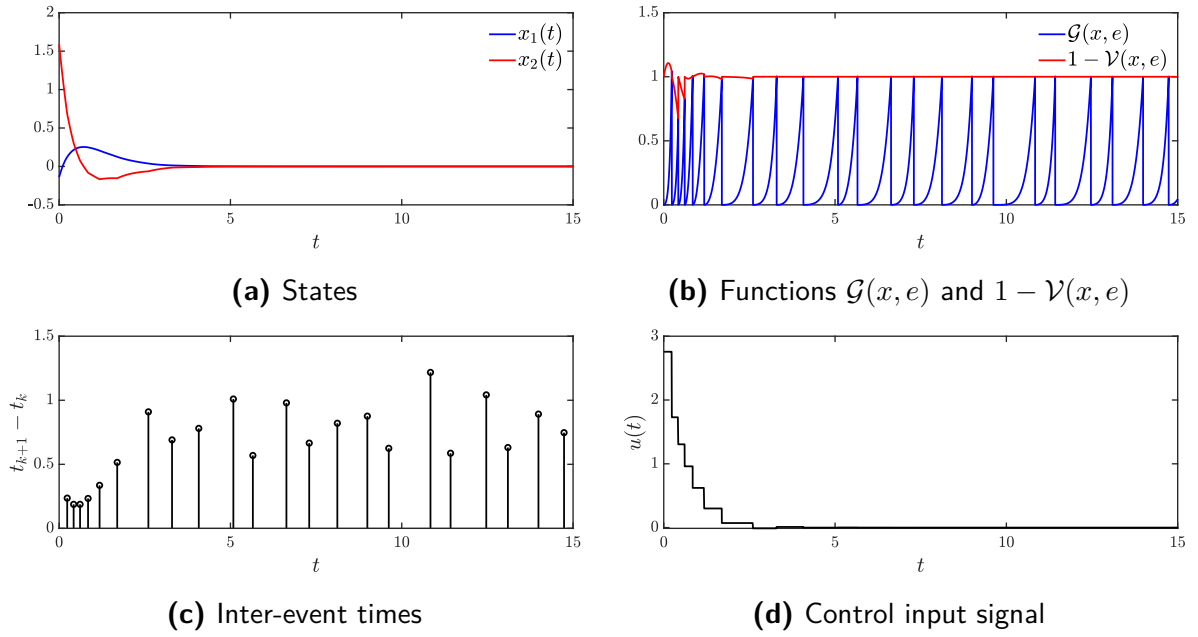 2
1.5
1
0.5
0
-0.5
0
5
10
15
t
x₁(t)
x₂(t)
(a) States
1.5
1
0.5
0
0
5
10
15
t
𝒢(x, e)
1 − 𝒱(x, e)
(b) Functions 𝒢(x, e) and 1 − 𝒱(x, e)
1.5
1
0.5
0
0
5
10
15
t
tₖ₊₁ − tₖ
(c) Inter-event times
3
2
1
0
0
5
10
15
t
u(t)
(d) Control input signal